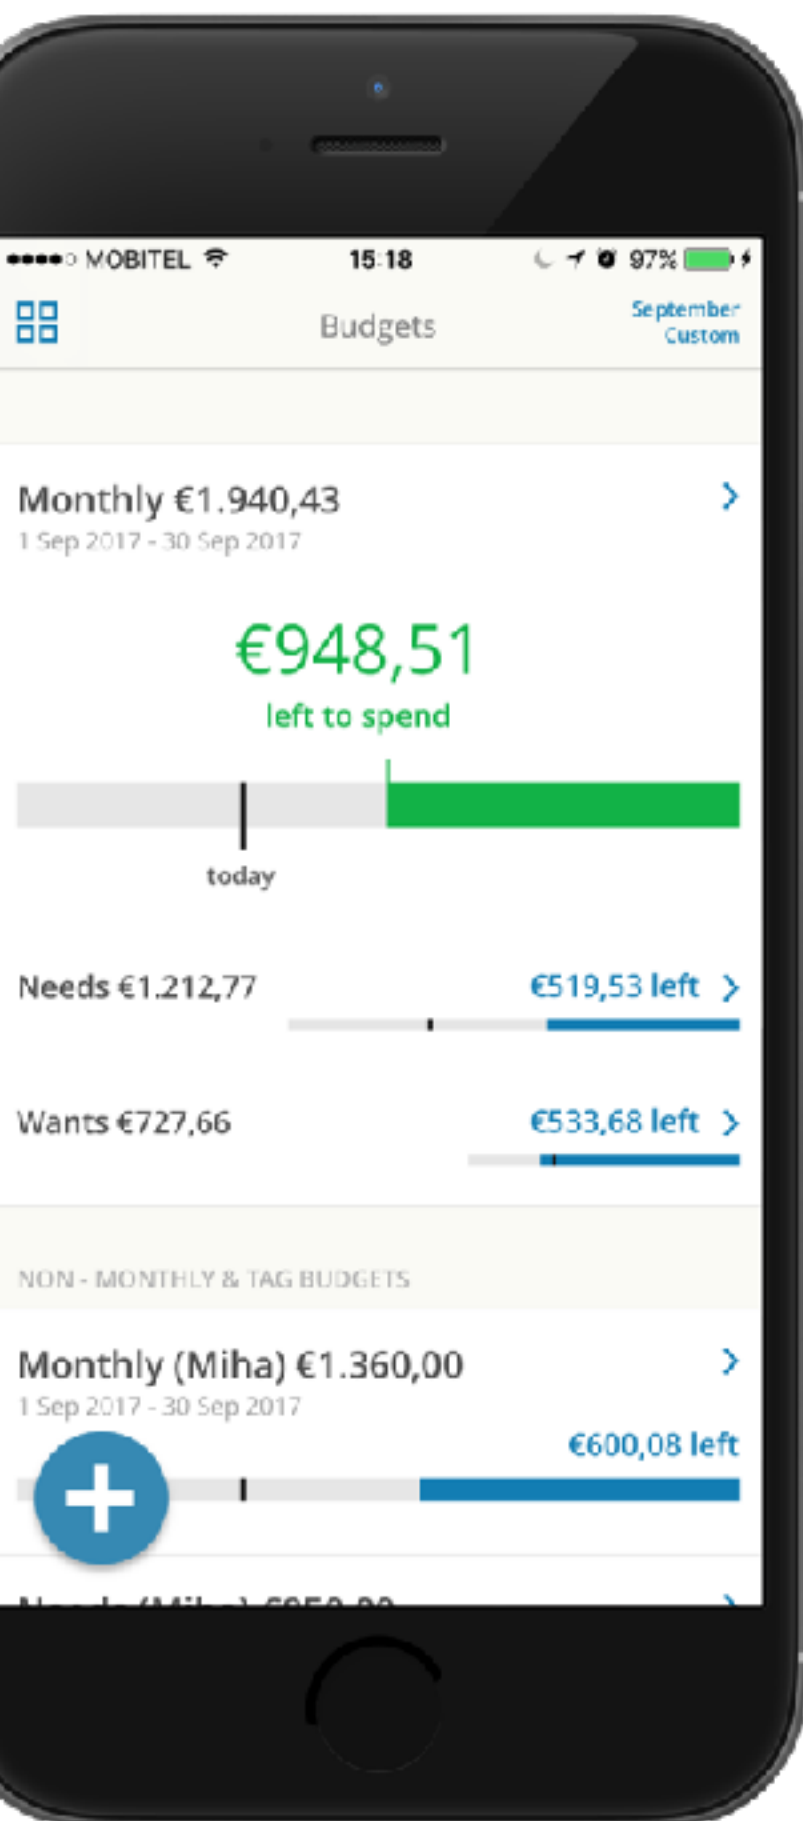 MOBITEL 15:18 97%
Budgets
September
Custom
Monthly €1.940,43
1 Sep 2017 - 30 Sep 2017
€948,51
left to spend
today
Needs €1.212,77 €519,53 left
Wants €727,66 €533,68 left
NON - MONTHLY & TAG BUDGETS
Monthly (Miha) €1.360,00
1 Sep 2017 - 30 Sep 2017
€600,08 left
Needs (Miha)